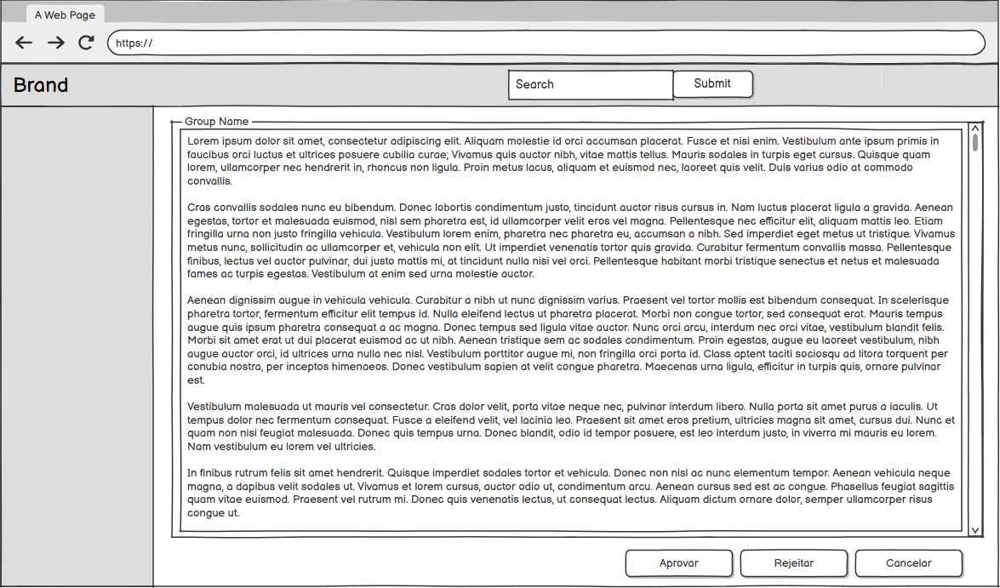 A Web Page
https://
Brand
Search
Submit
Group Name
Lorem ipsum dolor sit amet, consectetur adipiscing elit. Aliquam molestie id orci accumsan placerat. Fusce et nisi enim. Vestibulum ante ipsum primis in
faucibus orci luctus et ultrices posuere cubilia curae; Vivamus quis auctor nibh, vitae mattis tellus. Mauris sodales in turpis eget cursus. Quisque quam
lorem, ullamcorper nec hendrerit in, rhoncus non ligula. Proin metus lacus, aliquam et euismod nec, laoreet quis velit. Duis varius odio at commodo
convallis.
Cras convallis sodales nunc eu bibendum. Donec lobortis condimentum justo, tincidunt auctor risus cursus in. Nam luctus placerat ligula a gravida. Aenean
egestas, tortor et malesuada euismod, nisl sem pharetra est, id ullamcorper velit eros vel magna. Pellentesque nec efficitur elit, aliquam mattis leo. Etiam
fringilla urna non justo fringilla vehicula. Vestibulum lorem enim, pharetra nec pharetra eu, accumsan a nibh. Sed imperdiet eget metus ut tristique. Vivamus
metus nunc, sollicitudin ac ullamcorper et, vehicula non elit. Ut imperdiet venenatis tortor quis gravida. Curabitur fermentum convallis massa. Pellentesque
finibus, lectus vel auctor pulvinar, dui justo mattis mi, at tincidunt nulla nisi vel orci. Pellentesque habitant morbi tristique senectus et netus et malesuada
fames ac turpis egestas. Vestibulum at enim sed urna molestie auctor.
Aenean dignissim augue in vehicula vehicula. Curabitur a nibh ut nunc dignissim varius. Praesent vel tortor mollis est bibendum consequat. In scelerisque
pharetra tortor, fermentum efficitur elit tempus id. Nulla eleifend lectus ut pharetra placerat. Morbi non congue tortor, sed consequat erat. Mauris tempus
augue quis ipsum pharetra consequat a ac magna. Donec tempus sed ligula vitae auctor. Nunc orci arcu, interdum nec orci vitae, vestibulum blandit felis.
Morbi sit amet erat ut dui placerat euismod ac ut nibh. Aenean tristique sem ac sodales condimentum. Proin egestas, augue eu laoreet vestibulum, nibh
augue auctor orci, id ultrices urna nulla nec nisl. Vestibulum porttitor augue mi, non fringilla orci porta id. Class aptent taciti sociosqu ad litora torquent per
conubia nostra, per inceptos himenaeos. Donec vestibulum sapien at velit congue pharetra. Maecenas urna ligula, efficitur in turpis quis, ornare pulvinar
est.
Vestibulum malesuada ut mauris vel consectetur. Cras dolor velit, porta vitae neque nec, pulvinar interdum libero. Nulla porta sit amet purus a iaculis. Ut
tempus dolor nec fermentum consequat. Fusce a eleifend velit, vel lacinia leo. Praesent sit amet eros pretium, ultricies magna sit amet, cursus dui. Nunc et
quam non nisi feugiat malesuada. Donec quis tempus urna. Donec blandit, odio id tempor posuere, est leo interdum justo, in viverra mi mauris eu lorem.
Nam vestibulum eu lorem vel ultricies.
In finibus rutrum felis sit amet hendrerit. Quisque imperdiet sodales tortor et vehicula. Donec non nisl ac nunc elementum tempor. Aenean vehicula neque
magna, a dapibus velit sodales ut. Vivamus et lorem cursus, auctor odio ut, condimentum arcu. Aenean cursus sed est ac congue. Phasellus feugiat sagittis
quam vitae euismod. Praesent vel rutrum mi. Donec quis venenatis lectus, ut consequat lectus. Aliquam dictum ornare dolor, semper ullamcorper risus
congue ut.
Aprovar
Rejeitar
Cancelar